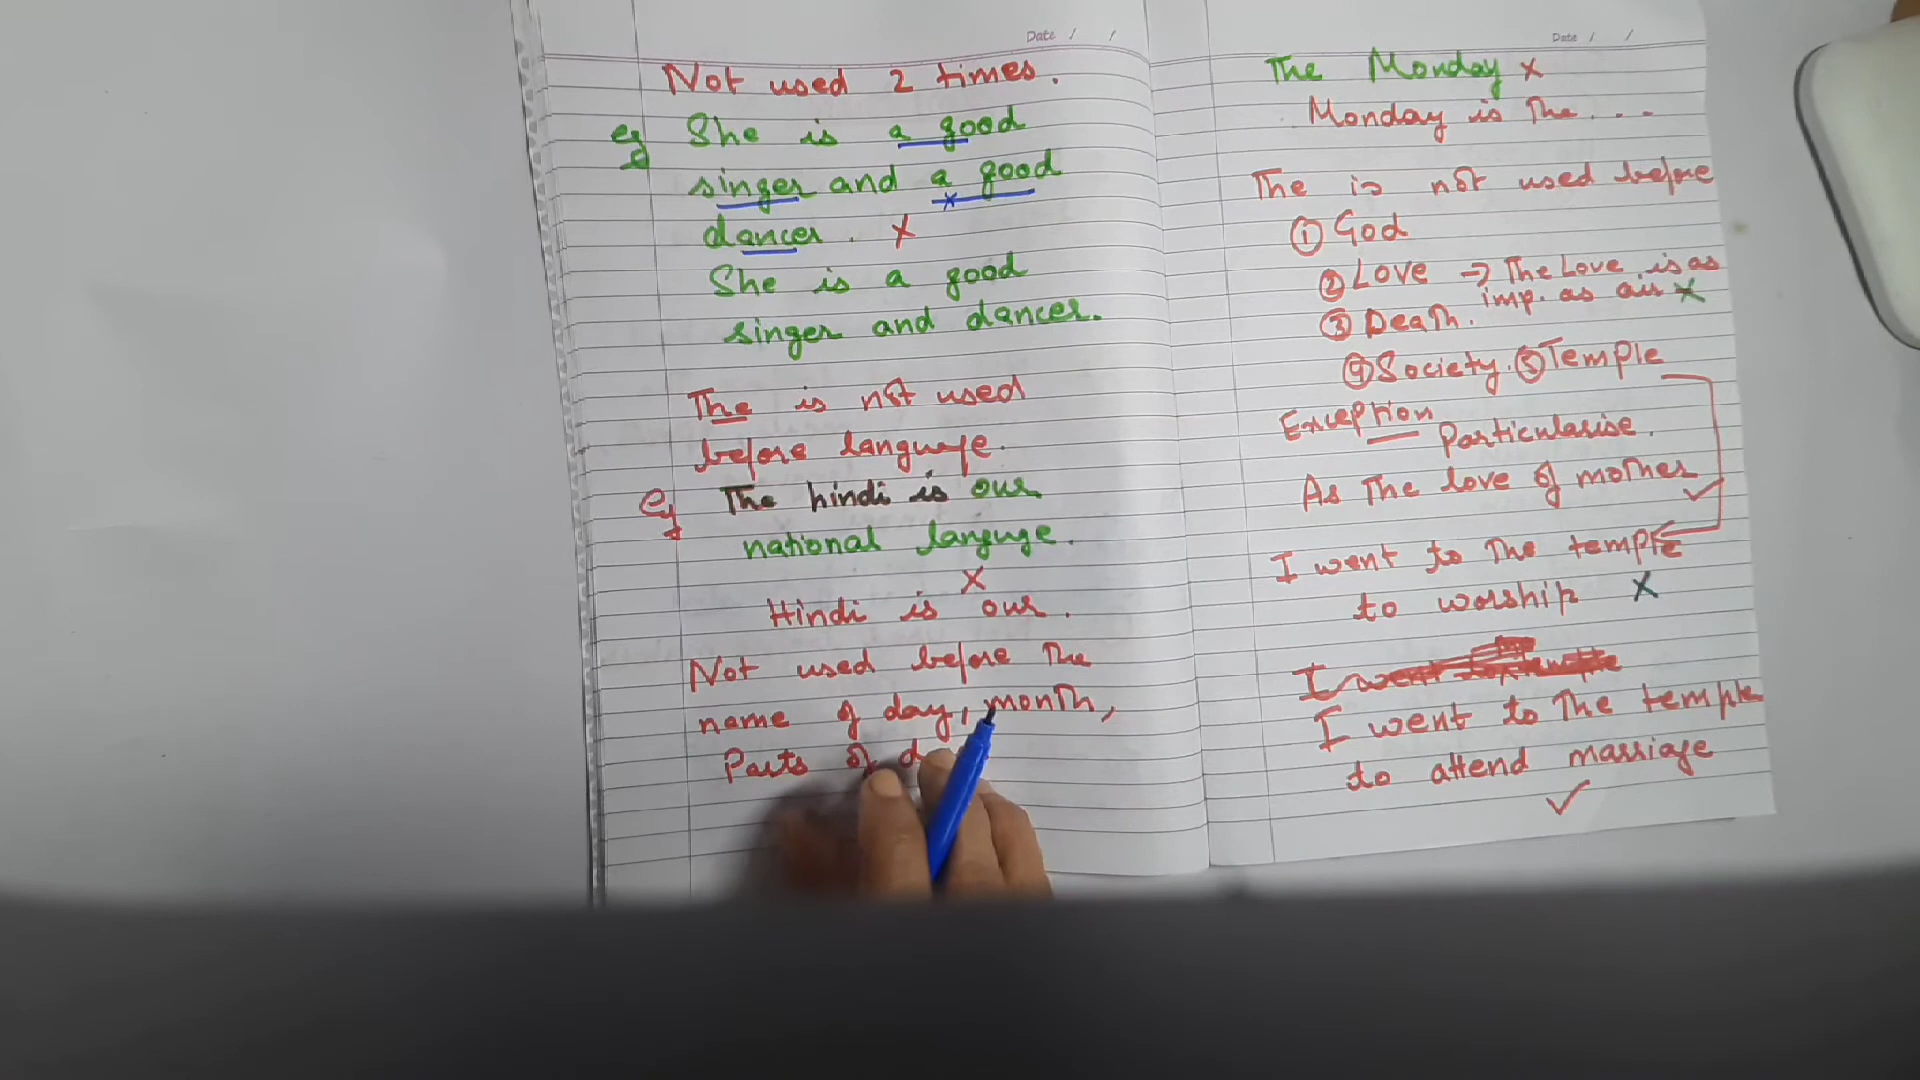 Date / /
Not used 2 times.
eg She is a good
singer and a good
dancer. X
She is a good
singer and dancer.
The is not used
before language.
eg The hindi is our
national languge.
X
Hindi is our.
Not used before the
name of day, month,
Parts of d
Date / /
The Monday x
Monday is the . . .
The is not used before
① God
② Love → The Love is as
imp. as air X
③ Death.
④ Society. ⑤ Temple
Exception Particularise.
As the love of mother ✓
I went to the temple
to worship X
I went to the temple
to attend marriage
✓